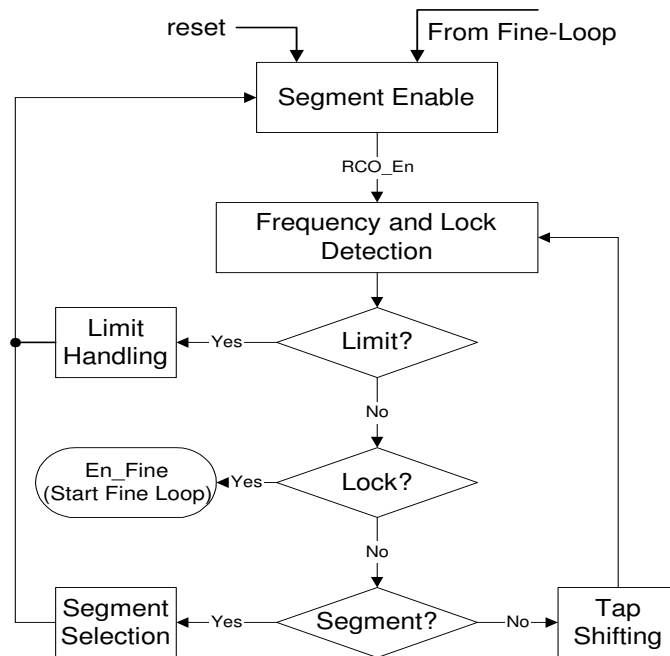 reset
From Fine-Loop
Segment Enable
RCO_En
Frequency and Lock
Detection
Limit
Handling
Yes
Limit?
No
En_Fine
(Start Fine Loop)
Yes
Lock?
No
Segment
Selection
Yes
Segment?
No
Tap
Shifting